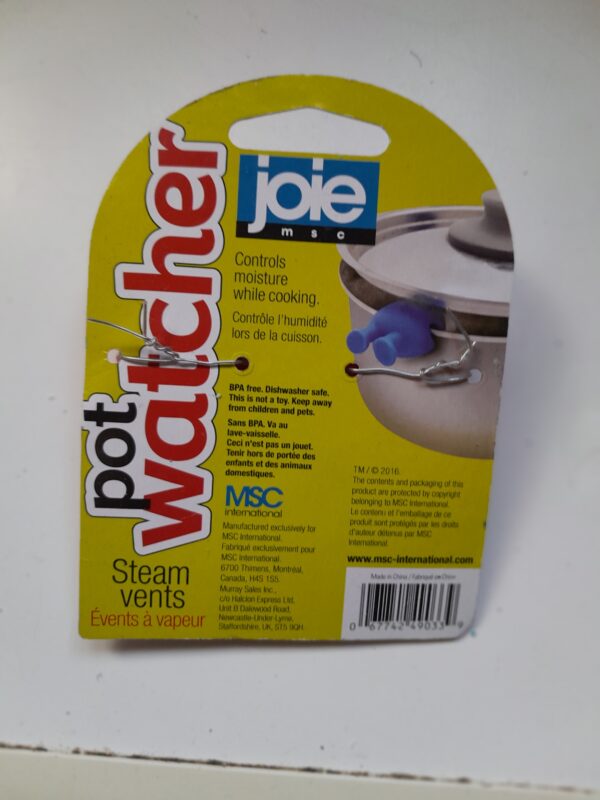 joie
msc
pot
watcher
Steam
vents
Évents à vapeur
Controls
moisture
while cooking.
Contrôle l'humidité
lors de la cuisson.
BPA free. Dishwasher safe.
This is not a toy. Keep away
from children and pets.
Sans BPA. Va au
lave-vaisselle.
Ceci n'est pas un jouet.
Tenir hors de portée des
enfants et des animaux
domestiques.
MSC
international
Manufactured exclusively for
MSC International.
Fabriqué exclusivement pour
MSC International.
6700 Thimens, Montréal,
Canada, H4S 1S5.
Murray Sales Inc.,
c/o Halcion Express Ltd,
Unit 8 Dalewood Road,
Newcastle-Under-Lyme,
Staffordshire, UK, ST5 9QH.
TM / © 2016.
The contents and packaging of this
product are protected by copyright
belonging to MSC International.
Le contenu et l'emballage de ce
produit sont protégés par les droits
d'auteur détenus par MSC
International.
www.msc-international.com
Made in China / Fabriqué en Chine
0 67742 49033 9